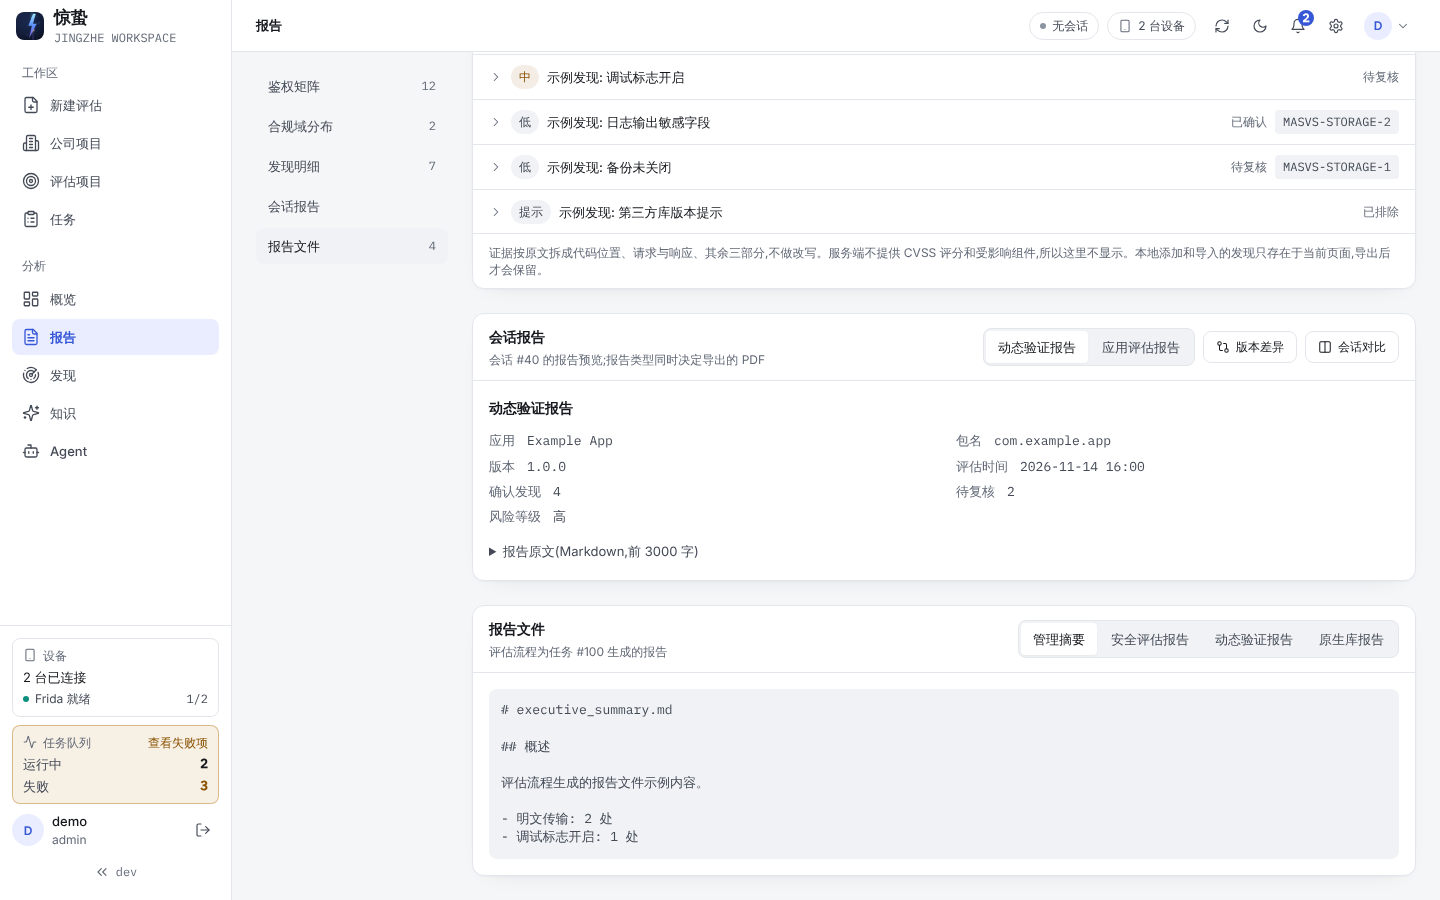 惊蛰
JINGZHE WORKSPACE
工作区
新建评估
公司项目
评估项目
任务
分析
概览
报告
发现
知识
Agent
设备
2 台已连接
Frida 就绪 1/2
任务队列 查看失败项
运行中 2
失败 3
D demo
admin
dev
报告
无会话 2 台设备 2 D
鉴权矩阵 12
合规域分布 2
发现明细 7
会话报告
报告文件 4
中 示例发现: 调试标志开启 待复核
低 示例发现: 日志输出敏感字段 已确认 MASVS-STORAGE-2
低 示例发现: 备份未关闭 待复核 MASVS-STORAGE-1
提示 示例发现: 第三方库版本提示 已排除
证据按原文拆成代码位置、请求与响应、其余三部分,不做改写。服务端不提供 CVSS 评分和受影响组件,所以这里不显示。本地添加和导入的发现只存在于当前页面,导出后
才会保留。
会话报告
会话 #40 的报告预览;报告类型同时决定导出的 PDF
动态验证报告 应用评估报告 版本差异 会话对比
动态验证报告
应用 Example App 包名 com.example.app
版本 1.0.0 评估时间 2026-11-14 16:00
确认发现 4 待复核 2
风险等级 高
报告原文(Markdown,前 3000 字)
报告文件
评估流程为任务 #100 生成的报告
管理摘要 安全评估报告 动态验证报告 原生库报告
# executive_summary.md
## 概述
评估流程生成的报告文件示例内容。
- 明文传输: 2 处
- 调试标志开启: 1 处